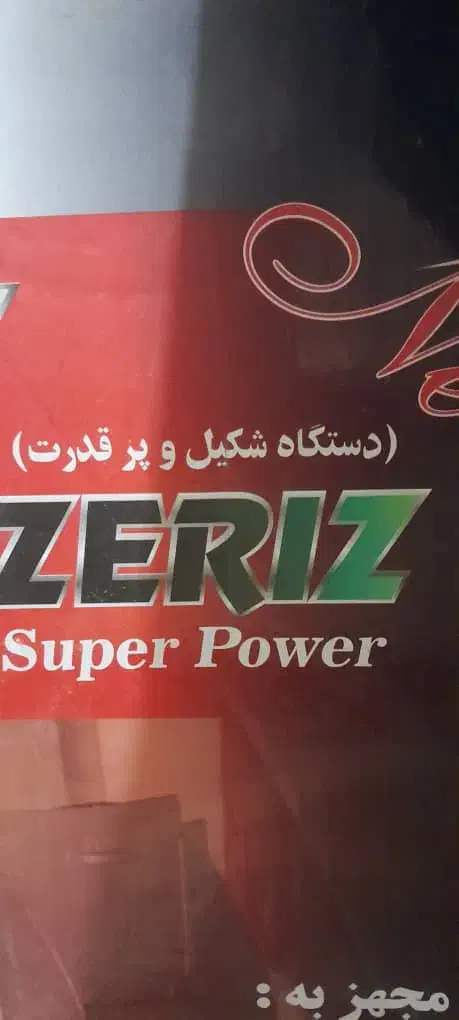 (دستگاه شکیل و پر قدرت)
ZERIZ
Super Power
مجهز به :